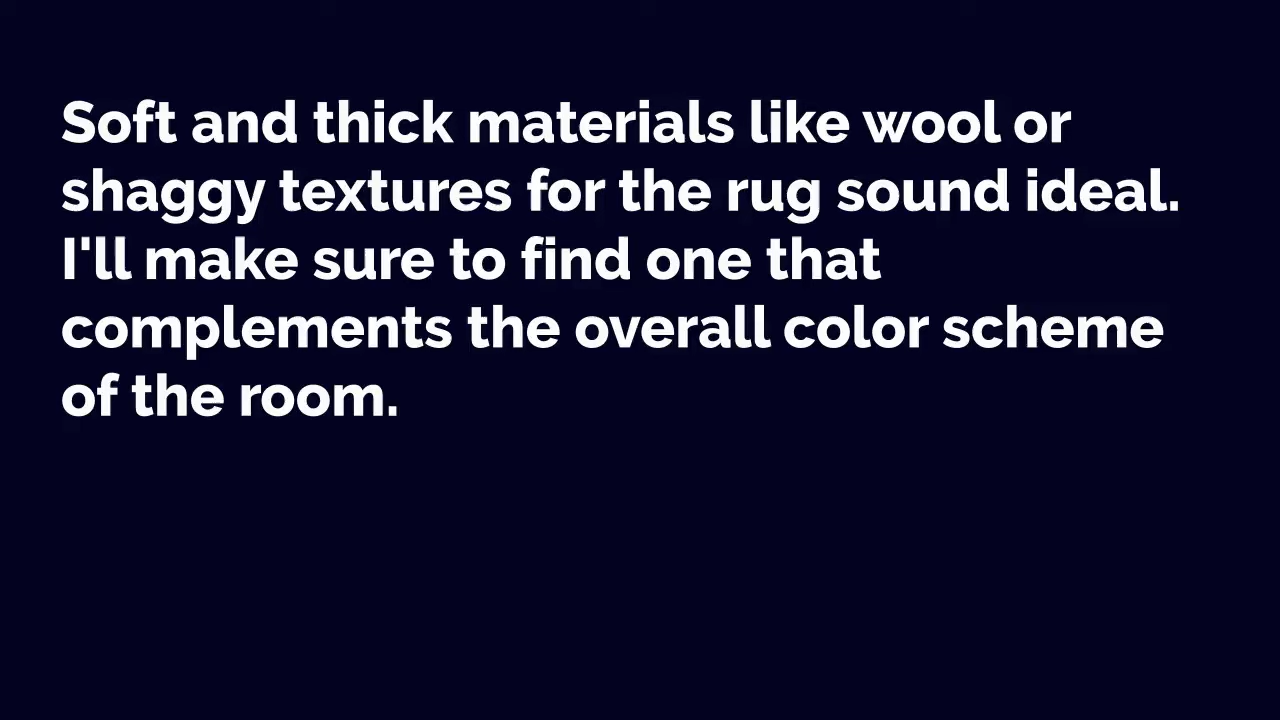 Soft and thick materials like wool or
shaggy textures for the rug sound ideal.
I'll make sure to find one that
complements the overall color scheme
of the room.